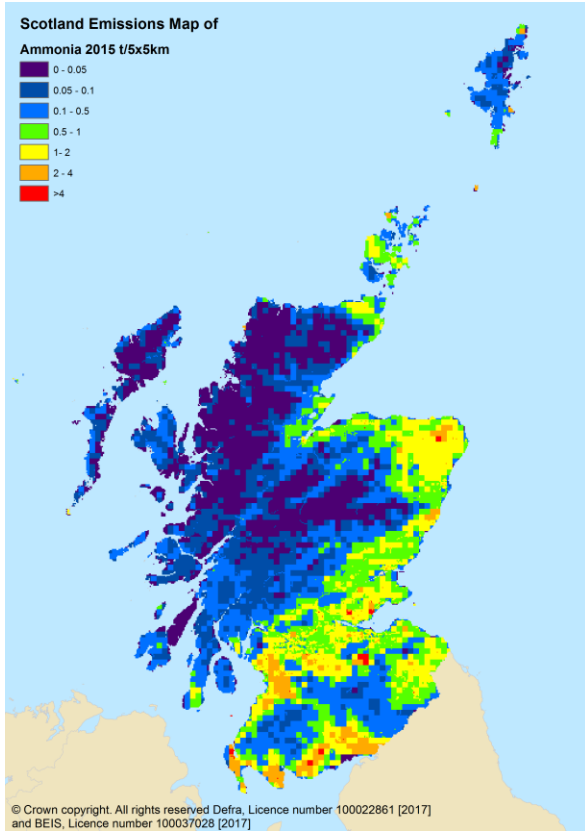 Scotland Emissions Map of
Ammonia 2015 t/5x5km
0 - 0.05
0.05 - 0.1
0.1 - 0.5
0.5 - 1
1- 2
2 - 4
>4
© Crown copyright. All rights reserved Defra, Licence number 100022861 [2017]
and BEIS, Licence number 100037028 [2017]